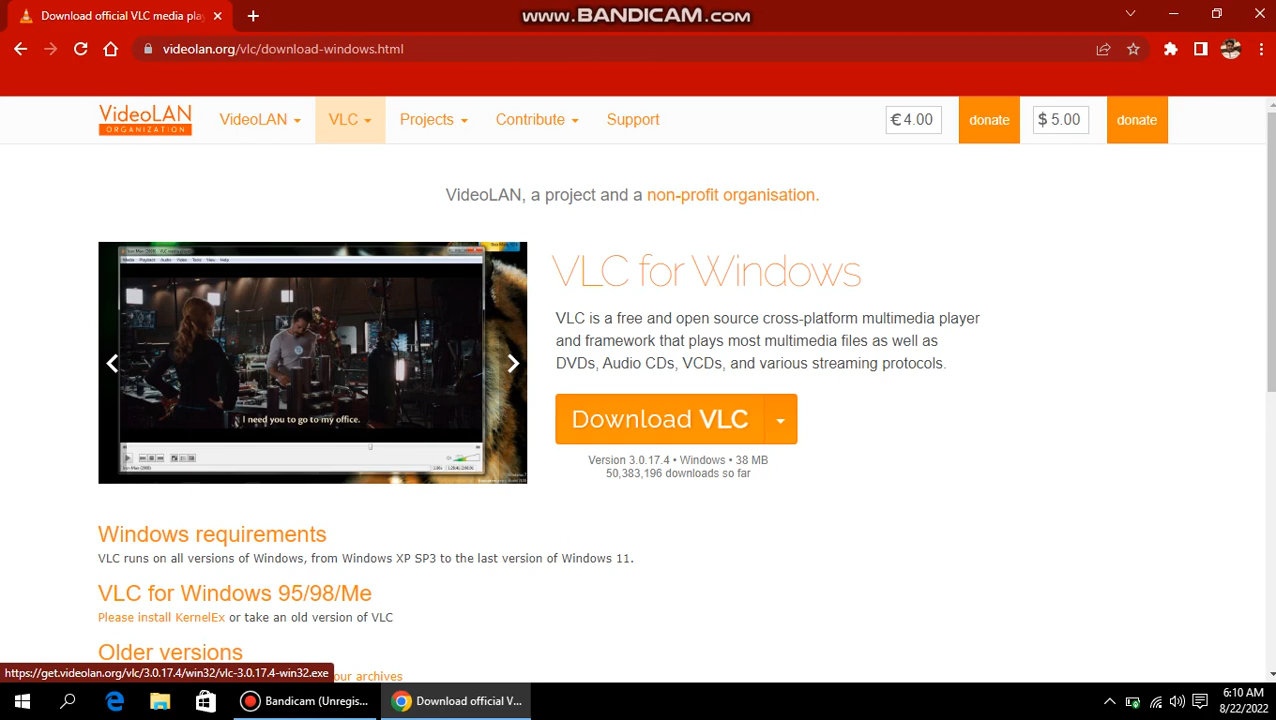 Download official VLC media play
www.BANDICAM.com
videolan.org/vlc/download-windows.html
VideoLAN
ORGANIZATION
VideoLAN
VLC
Projects
Contribute
Support
€ 4.00
donate
$ 5.00
donate
VideoLAN, a project and a non-profit organisation.
VLC for Windows
VLC is a free and open source cross-platform multimedia player
and framework that plays most multimedia files as well as
DVDs, Audio CDs, VCDs, and various streaming protocols.
Media Playback Audio Video Tools View Help
I need you to go to my office.
Download VLC
Version 3.0.17.4 • Windows • 38 MB
50,383,196 downloads so far
Windows requirements
VLC runs on all versions of Windows, from Windows XP SP3 to the last version of Windows 11.
VLC for Windows 95/98/Me
Please install KernelEx or take an old version of VLC
Older versions
our archives
https://get.videolan.org/vlc/3.0.17.4/win32/vlc-3.0.17.4-win32.exe
Bandicam (Unregis...
Download official V...
6:10 AM
8/22/2022